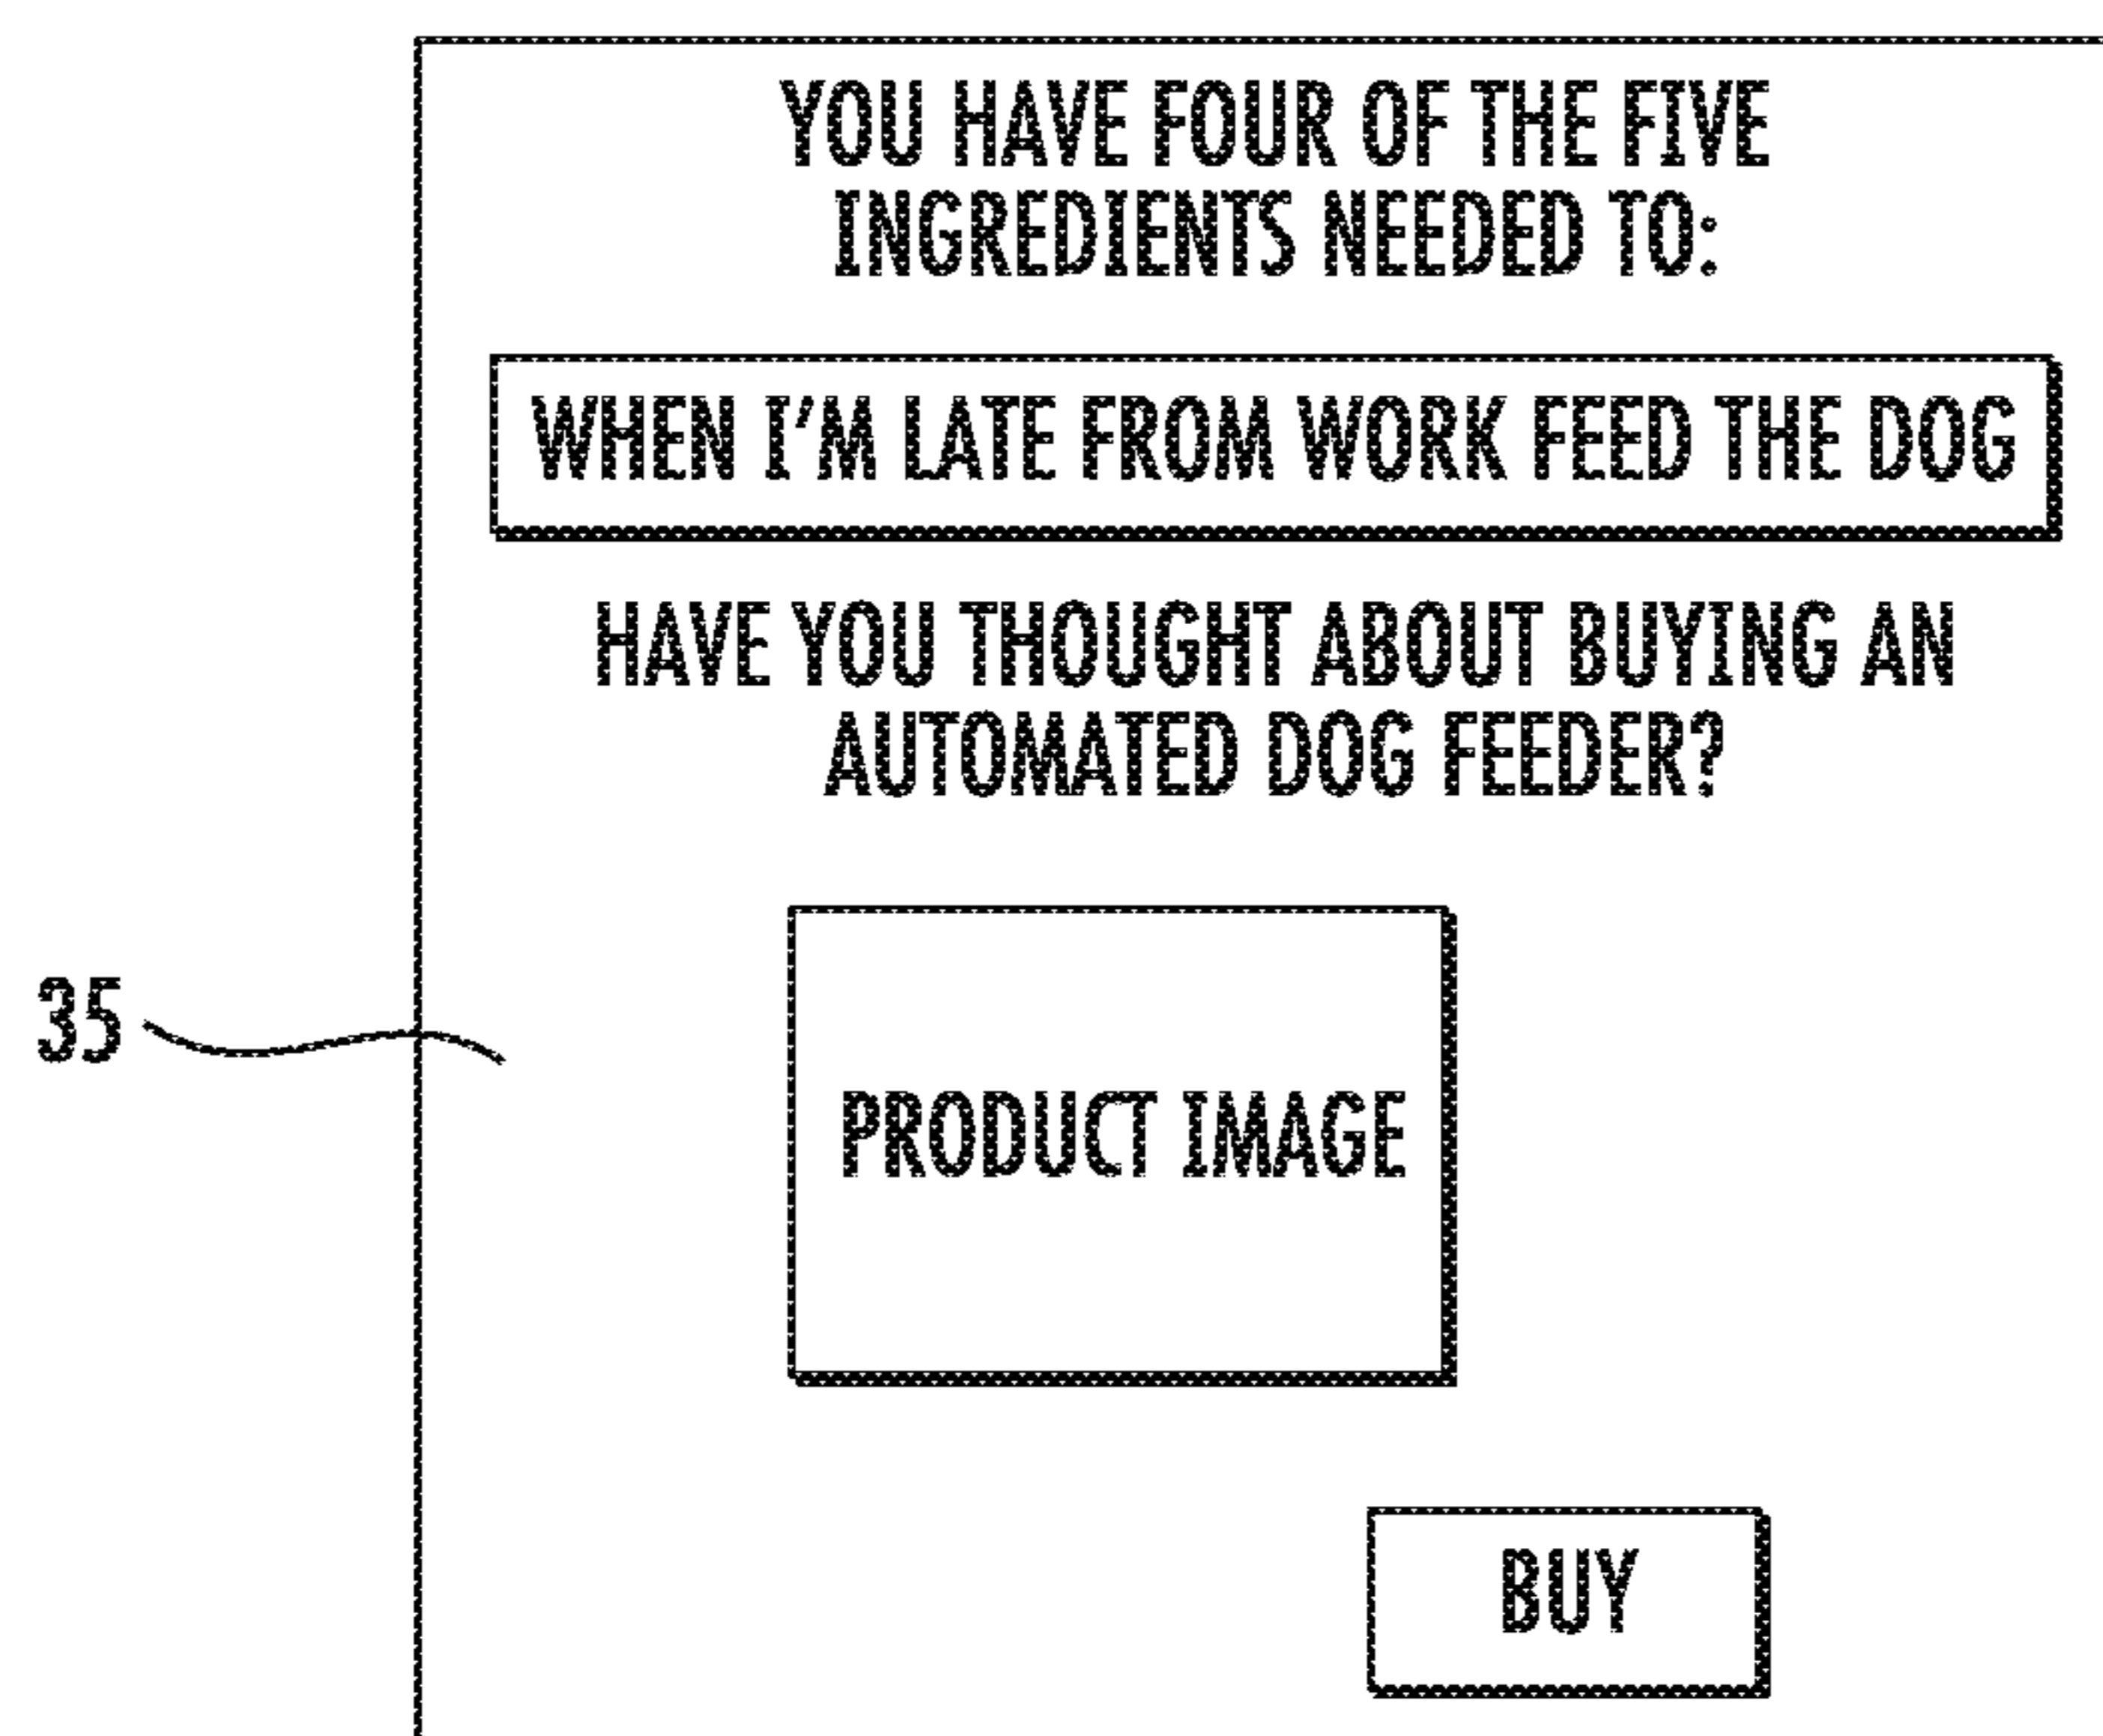 YOU HAVE FOUR OF THE FIVE
INGREDIENTS NEEDED TO:
WHEN I'M LATE FROM WORK FEED THE DOG
HAVE YOU THOUGHT ABOUT BUYING AN
AUTOMATED DOG FEEDER?
35
PRODUCT IMAGE
BUY